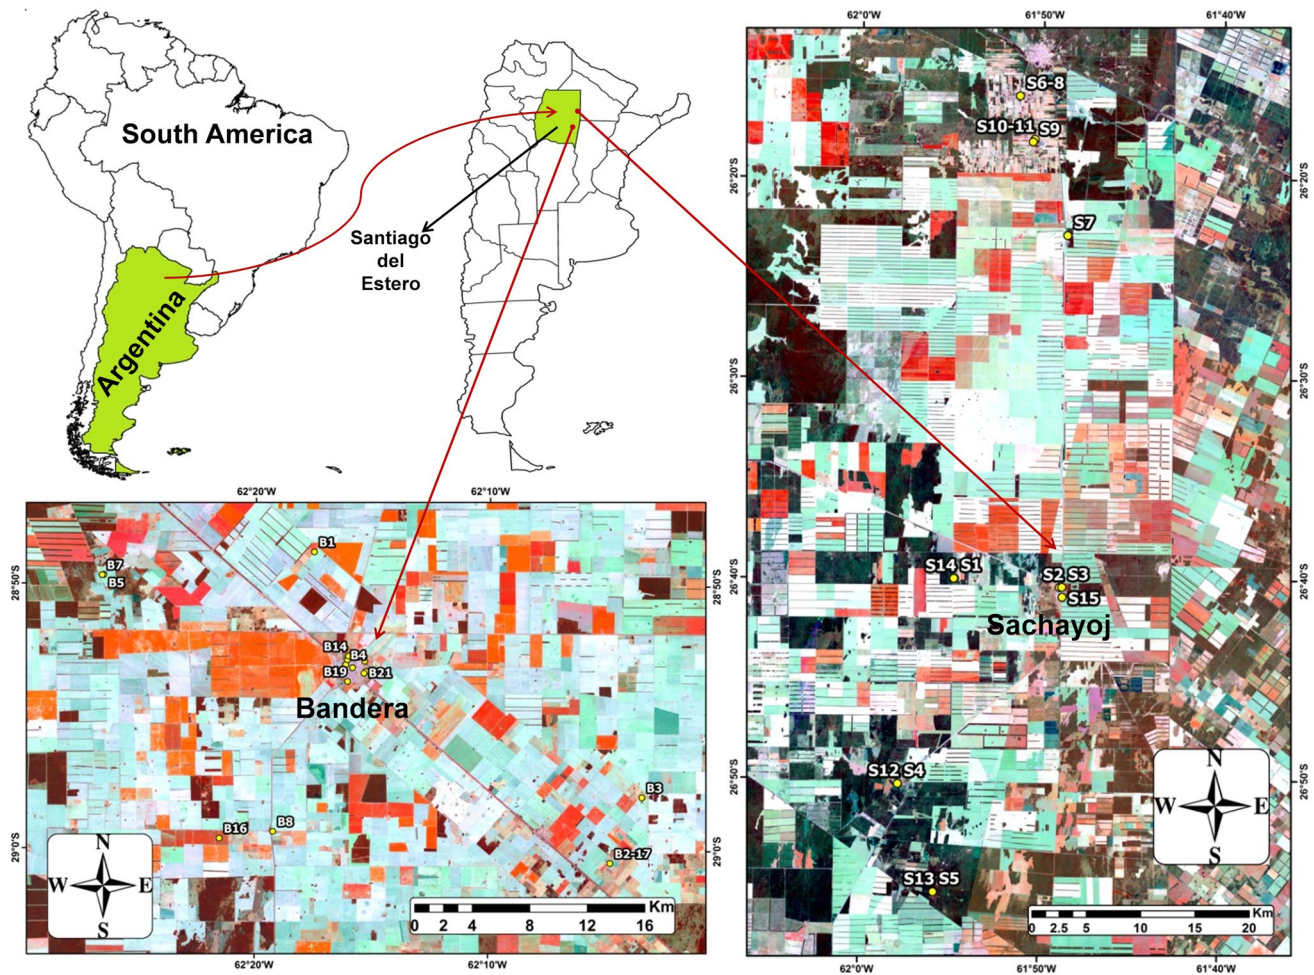 South America
Argentina
Santiago
del
Estero
62°0'W
61°50'W
61°40'W
S6-8
S10-11
S9
S7
26°20'S
26°20'S
26°30'S
26°30'S
26°40'S
26°40'S
26°50'S
26°50'S
S14 S1
S2 S3
S15
Sachayoj
S12 S4
S13 S5
N
W
E
S
Km
0
2.5
5
10
15
20
62°0'W
61°50'W
61°40'W
62°20'W
62°10'W
28°50'S
28°50'S
29°0'S
29°0'S
B1
B7
B5
B14
B4
B19
B21
Bandera
B3
B16
B8
B2-17
N
W
E
S
Km
0
2
4
8
12
16
62°20'W
62°10'W